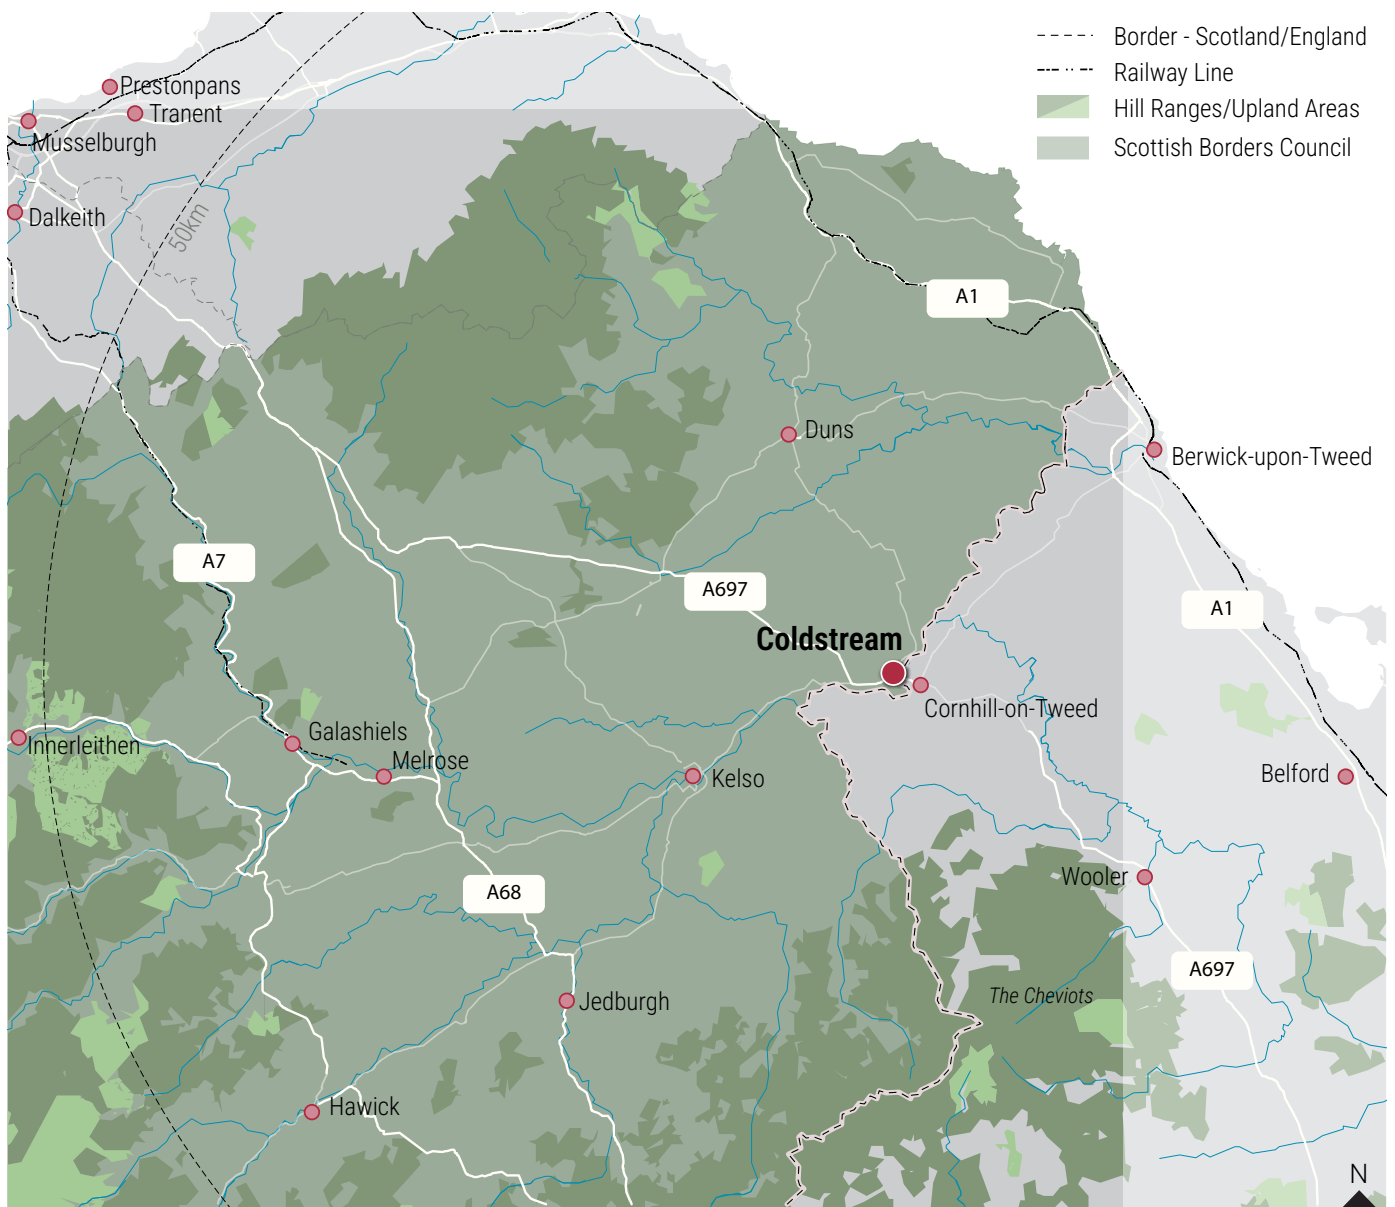 Border - Scotland/England
Railway Line
Hill Ranges/Upland Areas
Scottish Borders Council
Prestonpans
Tranent
Musselburgh
Dalkeith
50km
A1
Duns
Berwick-upon-Tweed
A7
A697
A1
Coldstream
Cornhill-on-Tweed
Galashiels
Innerleithen
Melrose
Kelso
Belford
Wooler
A68
A697
The Cheviots
Jedburgh
Hawick
N